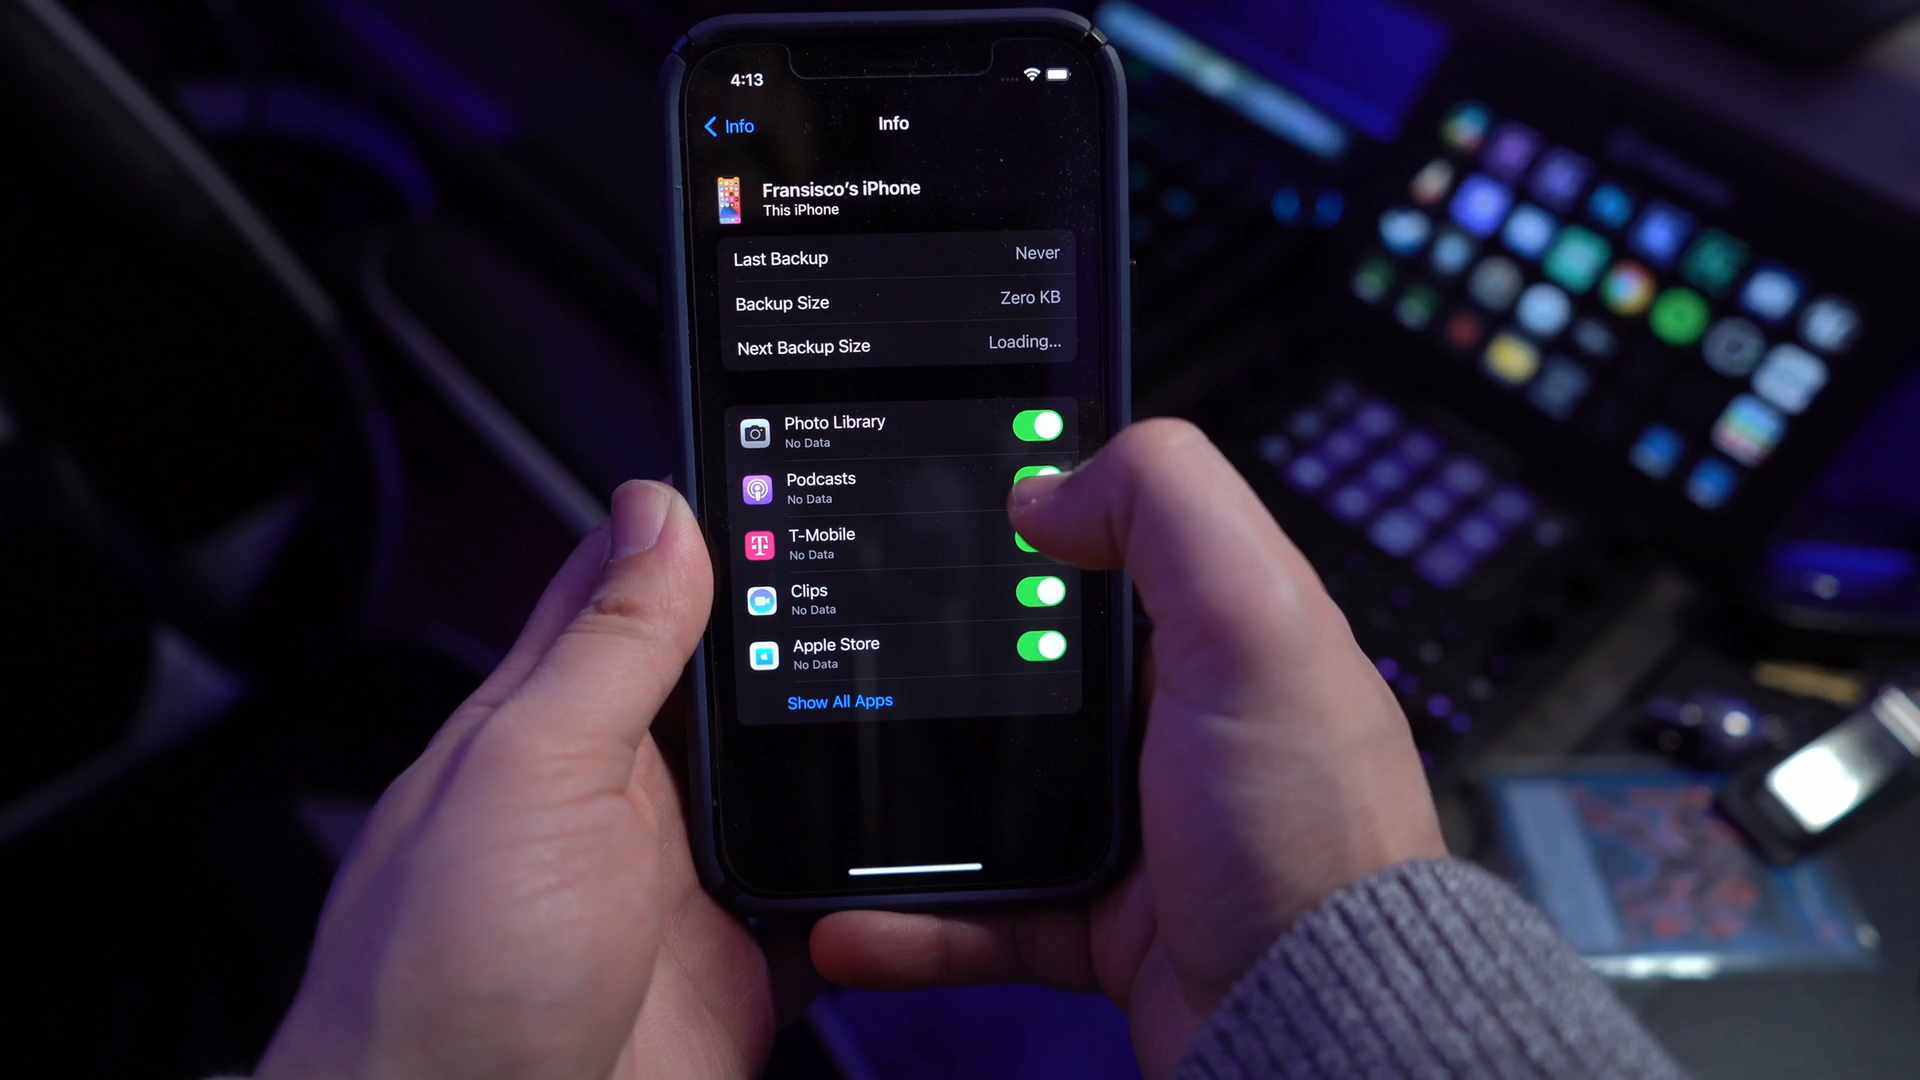 4:13
Info
Info
Fransisco's iPhone
This iPhone
Last Backup Never
Backup Size Zero KB
Next Backup Size Loading...
Photo Library
No Data
Podcasts
No Data
T-Mobile
No Data
Clips
No Data
Apple Store
No Data
Show All Apps